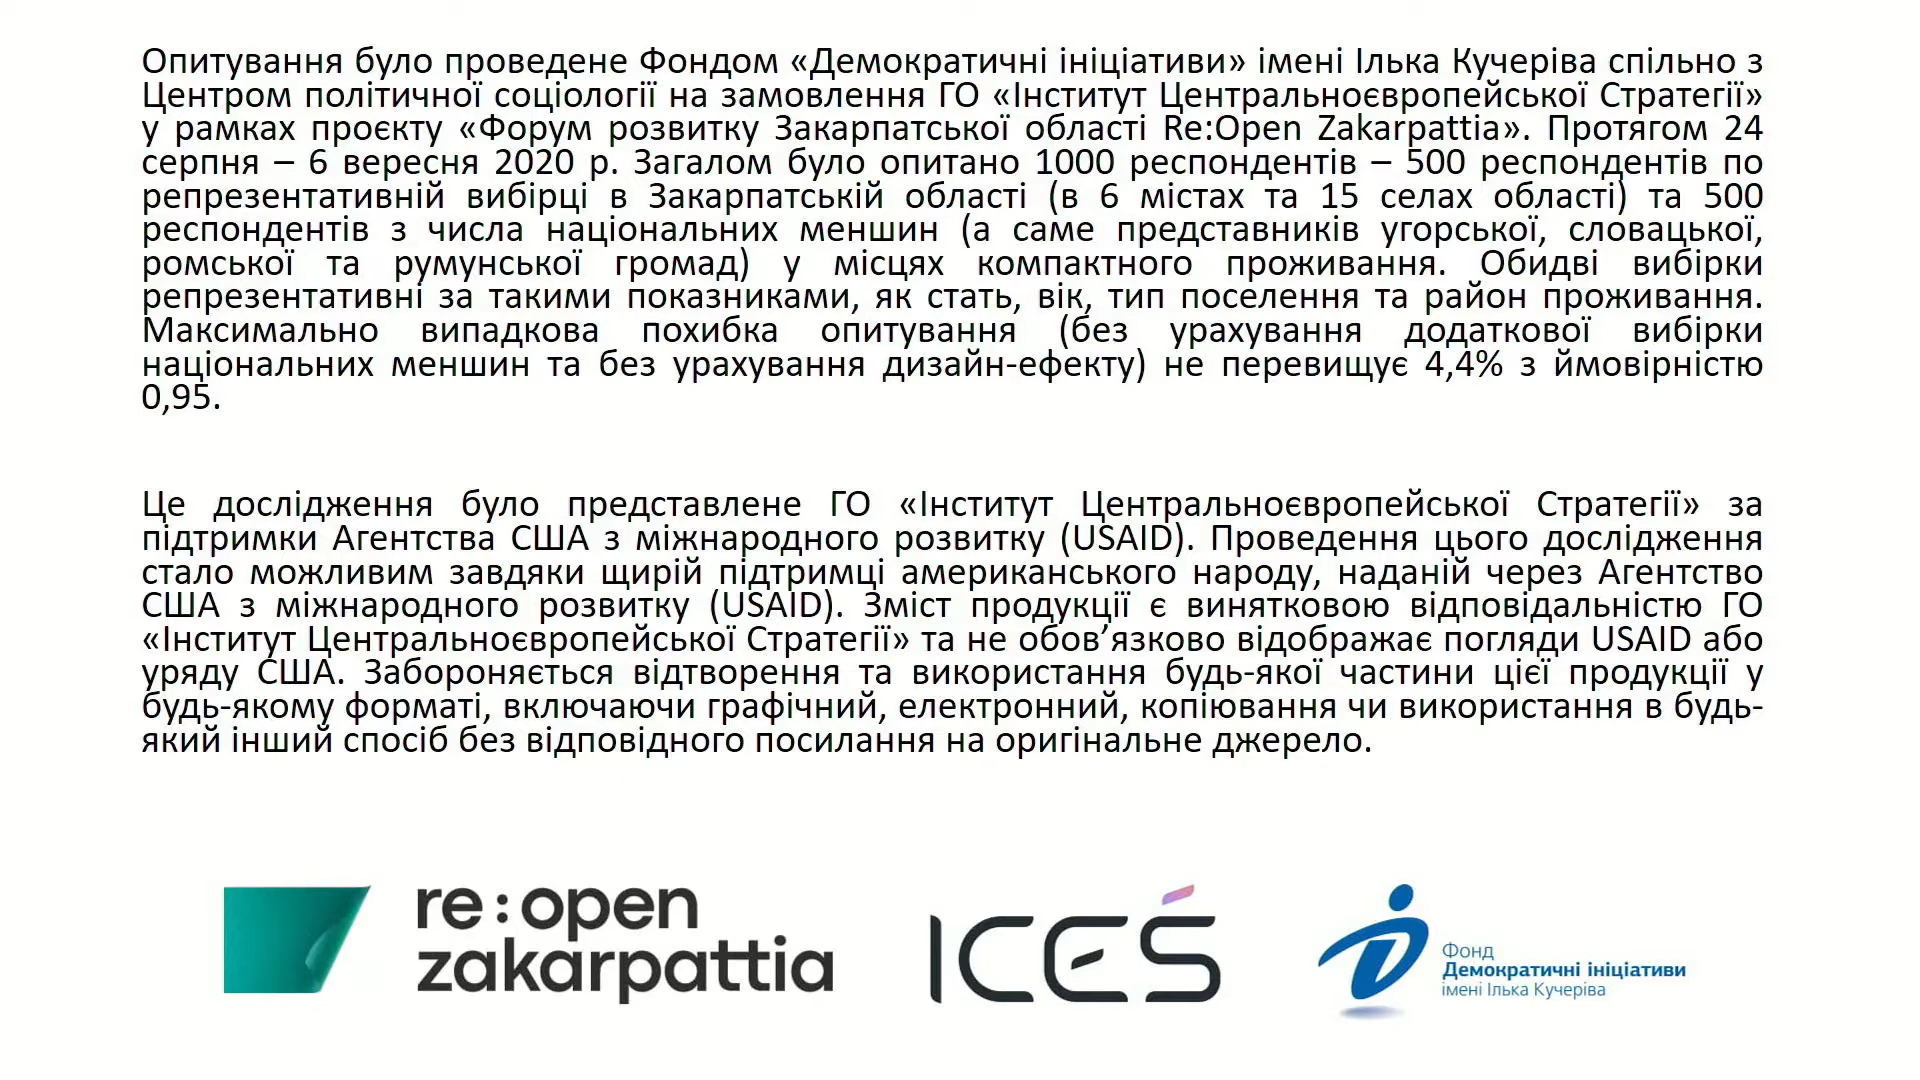 Опитування було проведене Фондом «Демократичні ініціативи» імені Ілька Кучеріва спільно з
Центром політичної соціології на замовлення ГО «Інститут Центральноєвропейської Стратегії»
у рамках проєкту «Форум розвитку Закарпатської області Re:Open Zakarpattia». Протягом 24
серпня – 6 вересня 2020 р. Загалом було опитано 1000 респондентів – 500 респондентів по
репрезентативній вибірці в Закарпатській області (в 6 містах та 15 селах області) та 500
респондентів з числа національних меншин (а саме представників угорської, словацької,
ромської та румунської громад) у місцях компактного проживання. Обидві вибірки
репрезентативні за такими показниками, як стать, вік, тип поселення та район проживання.
Максимально випадкова похибка опитування (без урахування додаткової вибірки
національних меншин та без урахування дизайн-ефекту) не перевищує 4,4% з ймовірністю
0,95.
Це дослідження було представлене ГО «Інститут Центральноєвропейської Стратегії» за
підтримки Агентства США з міжнародного розвитку (USAID). Проведення цього дослідження
стало можливим завдяки щирій підтримці американського народу, наданій через Агентство
США з міжнародного розвитку (USAID). Зміст продукції є винятковою відповідальністю ГО
«Інститут Центральноєвропейської Стратегії» та не обов’язково відображає погляди USAID або
уряду США. Забороняється відтворення та використання будь-якої частини цієї продукції у
будь-якому форматі, включаючи графічний, електронний, копіювання чи використання в будь-
який інший спосіб без відповідного посилання на оригінальне джерело.
re:open
zakarpattia
ICES
Фонд
Демократичні ініціативи
імені Ілька Кучеріва